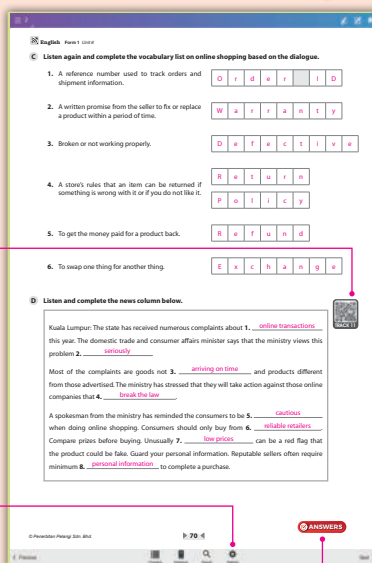 2
English Form 1 Unit 9
C Listen again and complete the vocabulary list on online shopping based on the dialogue.
1. A reference number used to track orders and
shipment information.
O r d e r I D
2. A written promise from the seller to fix or replace
a product within a period of time.
W a r r a n t y
3. Broken or not working properly.
D e f e c t i v e
4. A store's rules that an item can be returned if
something is wrong with it or if you do not like it.
R e t u r n
P o l i c y
5. To get the money paid for a product back.
R e f u n d
6. To swap one thing for another thing.
E x c h a n g e
D Listen and complete the news column below.
TRACK 11
Kuala Lumpur: The state has received numerous complaints about 1. online transactions
this year. The domestic trade and consumer affairs minister says that the ministry views this
problem 2. seriously
Most of the complaints are goods not 3. arriving on time and products different
from those advertised. The ministry has stressed that they will take action against those online
companies that 4. break the law.
A spokesman from the ministry has reminded the consumers to be 5. cautious
when doing online shopping. Consumers should only buy from 6. reliable retailers.
Compare prizes before buying. Unusually 7. low prices can be a red flag that
the product could be fake. Guard your personal information. Reputable sellers often require
minimum 8. personal information to complete a purchase.
ANSWERS
© Penerbitan Pelangi Sdn. Bhd.
70
Previous
Next